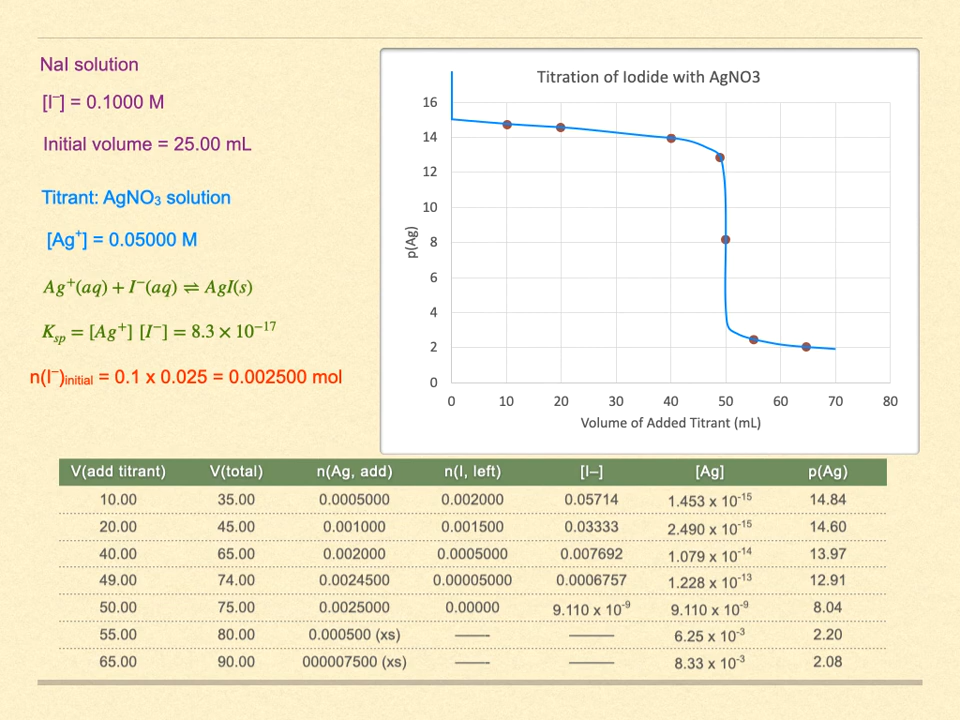 NaI solution
[I⁻] = 0.1000 M
Initial volume = 25.00 mL
Titrant: AgNO₃ solution
[Ag⁺] = 0.05000 M
Ag⁺(aq) + I⁻(aq) ⇌ AgI(s)
Kₛₚ = [Ag⁺] [I⁻] = 8.3 × 10⁻¹⁷
n(I⁻)initial = 0.1 x 0.025 = 0.002500 mol
Titration of Iodide with AgNO3
p(Ag)
16
14
12
10
8
6
4
2
0
0 10 20 30 40 50 60 70 80
Volume of Added Titrant (mL)
V(add titrant) V(total) n(Ag, add) n(I, left) [I–] [Ag] p(Ag)
10.00 35.00 0.0005000 0.002000 0.05714 1.453 x 10⁻¹⁵ 14.84
20.00 45.00 0.001000 0.001500 0.03333 2.490 x 10⁻¹⁵ 14.60
40.00 65.00 0.002000 0.0005000 0.007692 1.079 x 10⁻¹⁴ 13.97
49.00 74.00 0.0024500 0.00005000 0.0006757 1.228 x 10⁻¹³ 12.91
50.00 75.00 0.0025000 0.00000 9.110 x 10⁻⁹ 9.110 x 10⁻⁹ 8.04
55.00 80.00 0.000500 (xs) —— —— 6.25 x 10⁻³ 2.20
65.00 90.00 000007500 (xs) —— —— 8.33 x 10⁻³ 2.08